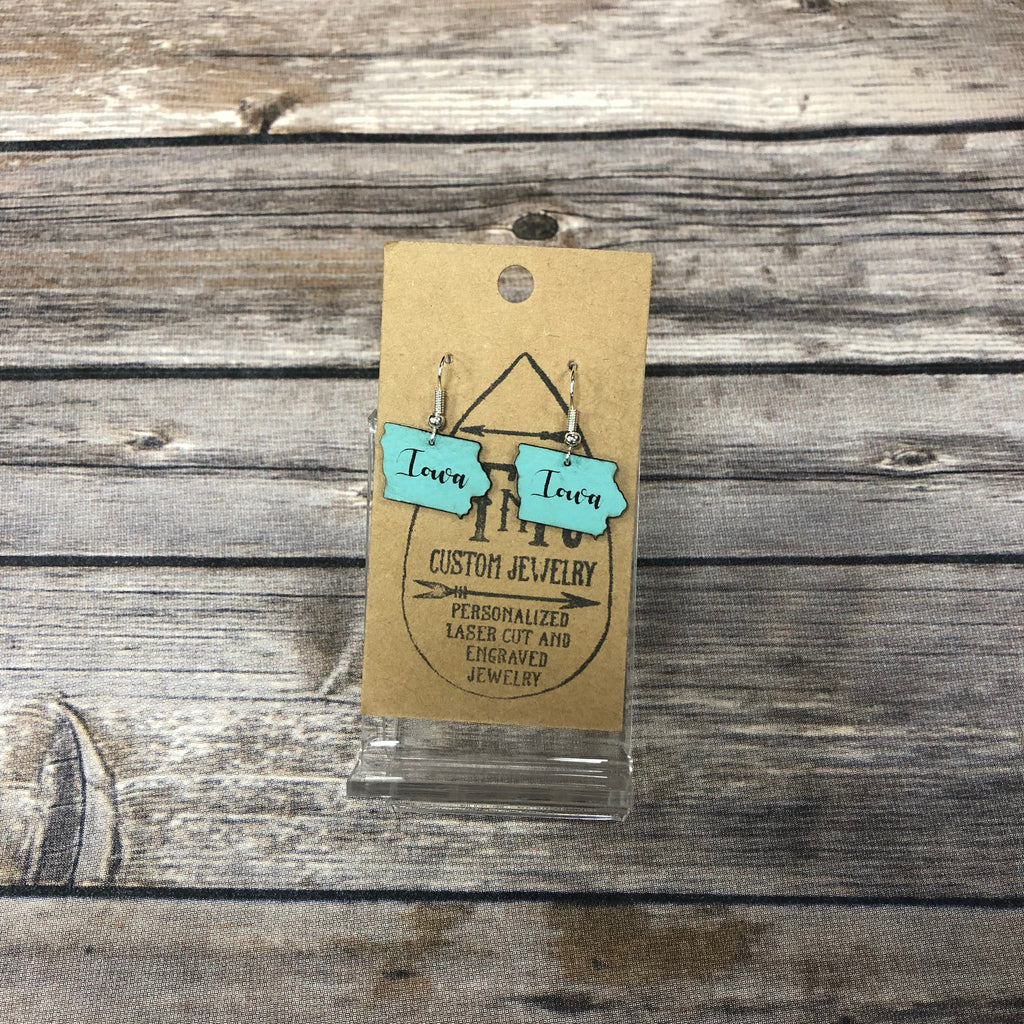 Iowa
Iowa
CUSTOM JEWELRY
PERSONALIZED
LASER CUT AND
ENGRAVED
JEWELRY